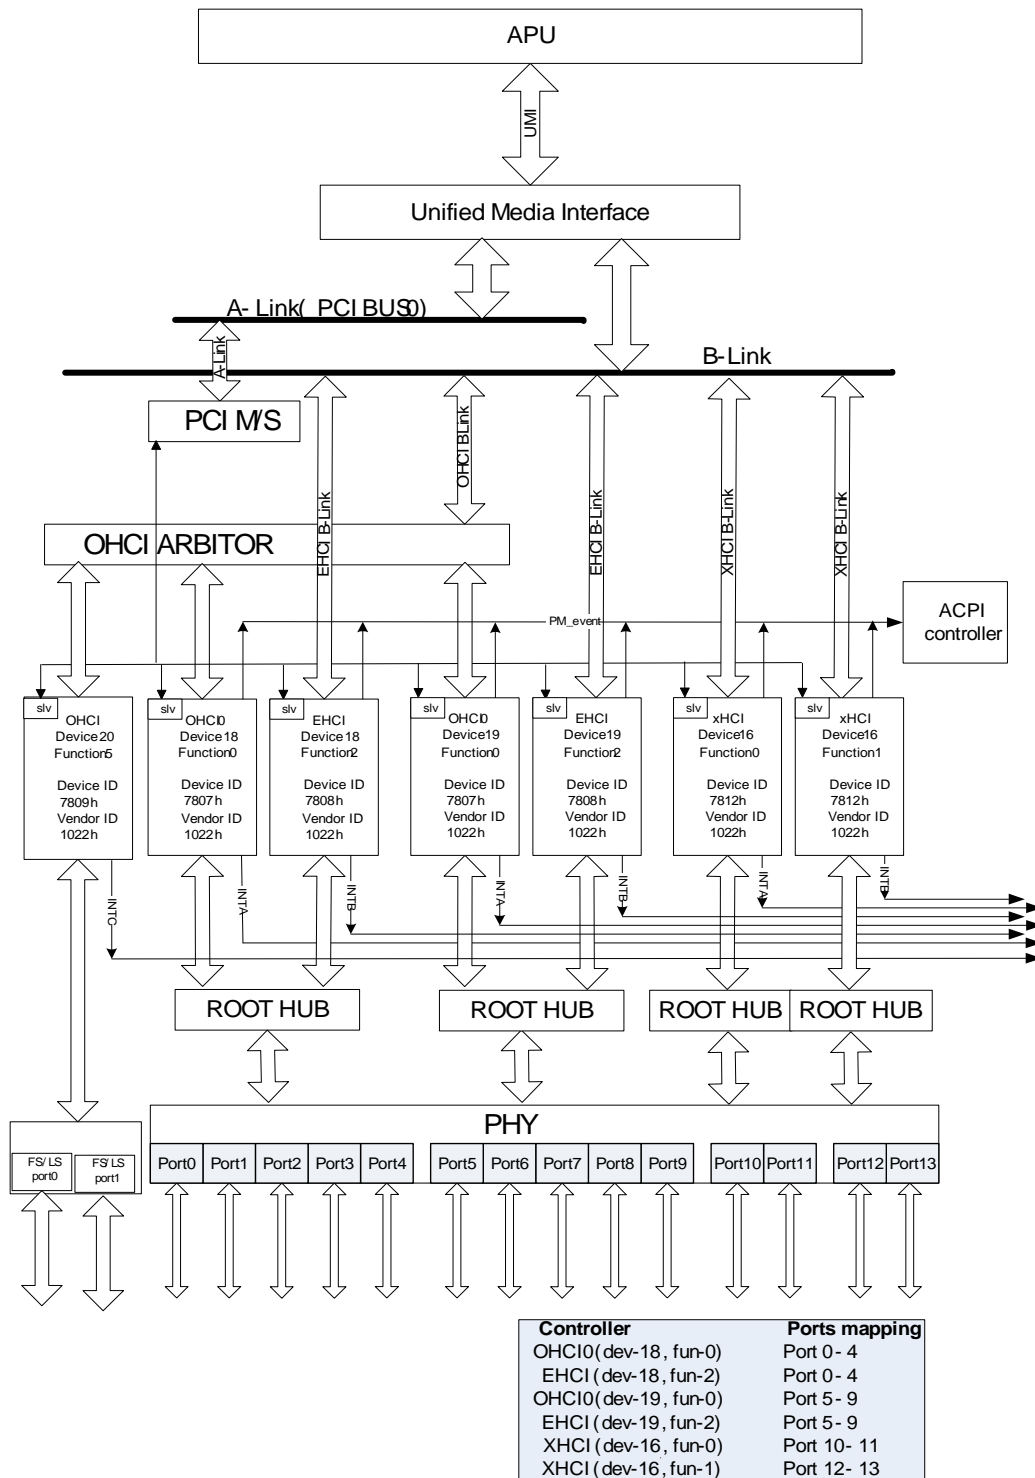 APU
UMI
Unified Media Interface
A- Link( PCI BUS0)
B-Link
A-Link
PCI M/S
OHCI BLink
EHCI B-Link
EHCI B-Link
XHCI B-Link
XHCI B-Link
OHCI ARBITOR
ACPI
controller
PM_event
slv
OHCI
Device20
Function5
Device ID
7809h
Vendor ID
1022h
slv
OHCI0
Device18
Function0
Device ID
7807h
Vendor ID
1022h
slv
EHCI
Device18
Function2
Device ID
7808h
Vendor ID
1022h
slv
OHCI0
Device19
Function0
Device ID
7807h
Vendor ID
1022h
slv
EHCI
Device19
Function2
Device ID
7808h
Vendor ID
1022h
slv
xHCI
Device16
Function0
Device ID
7812h
Vendor ID
1022h
slv
xHCI
Device16
Function1
Device ID
7812h
Vendor ID
1022h
INTC
INTA
INTB
INTA
INTB
INTA
INTB
ROOT HUB
ROOT HUB
ROOT HUB
ROOT HUB
PHY
FS/LS
port0
FS/LS
port1
Port0 Port1 Port2 Port3 Port4 Port5 Port6 Port7 Port8 Port9 Port10 Port11 Port12 Port13
Controller Ports mapping
OHCI0(dev-18, fun-0) Port 0- 4
EHCI(dev-18, fun-2) Port 0- 4
OHCI0(dev-19, fun-0) Port 5- 9
EHCI(dev-19, fun-2) Port 5- 9
XHCI(dev-16, fun-0) Port 10- 11
XHCI(dev-16, fun-1) Port 12- 13